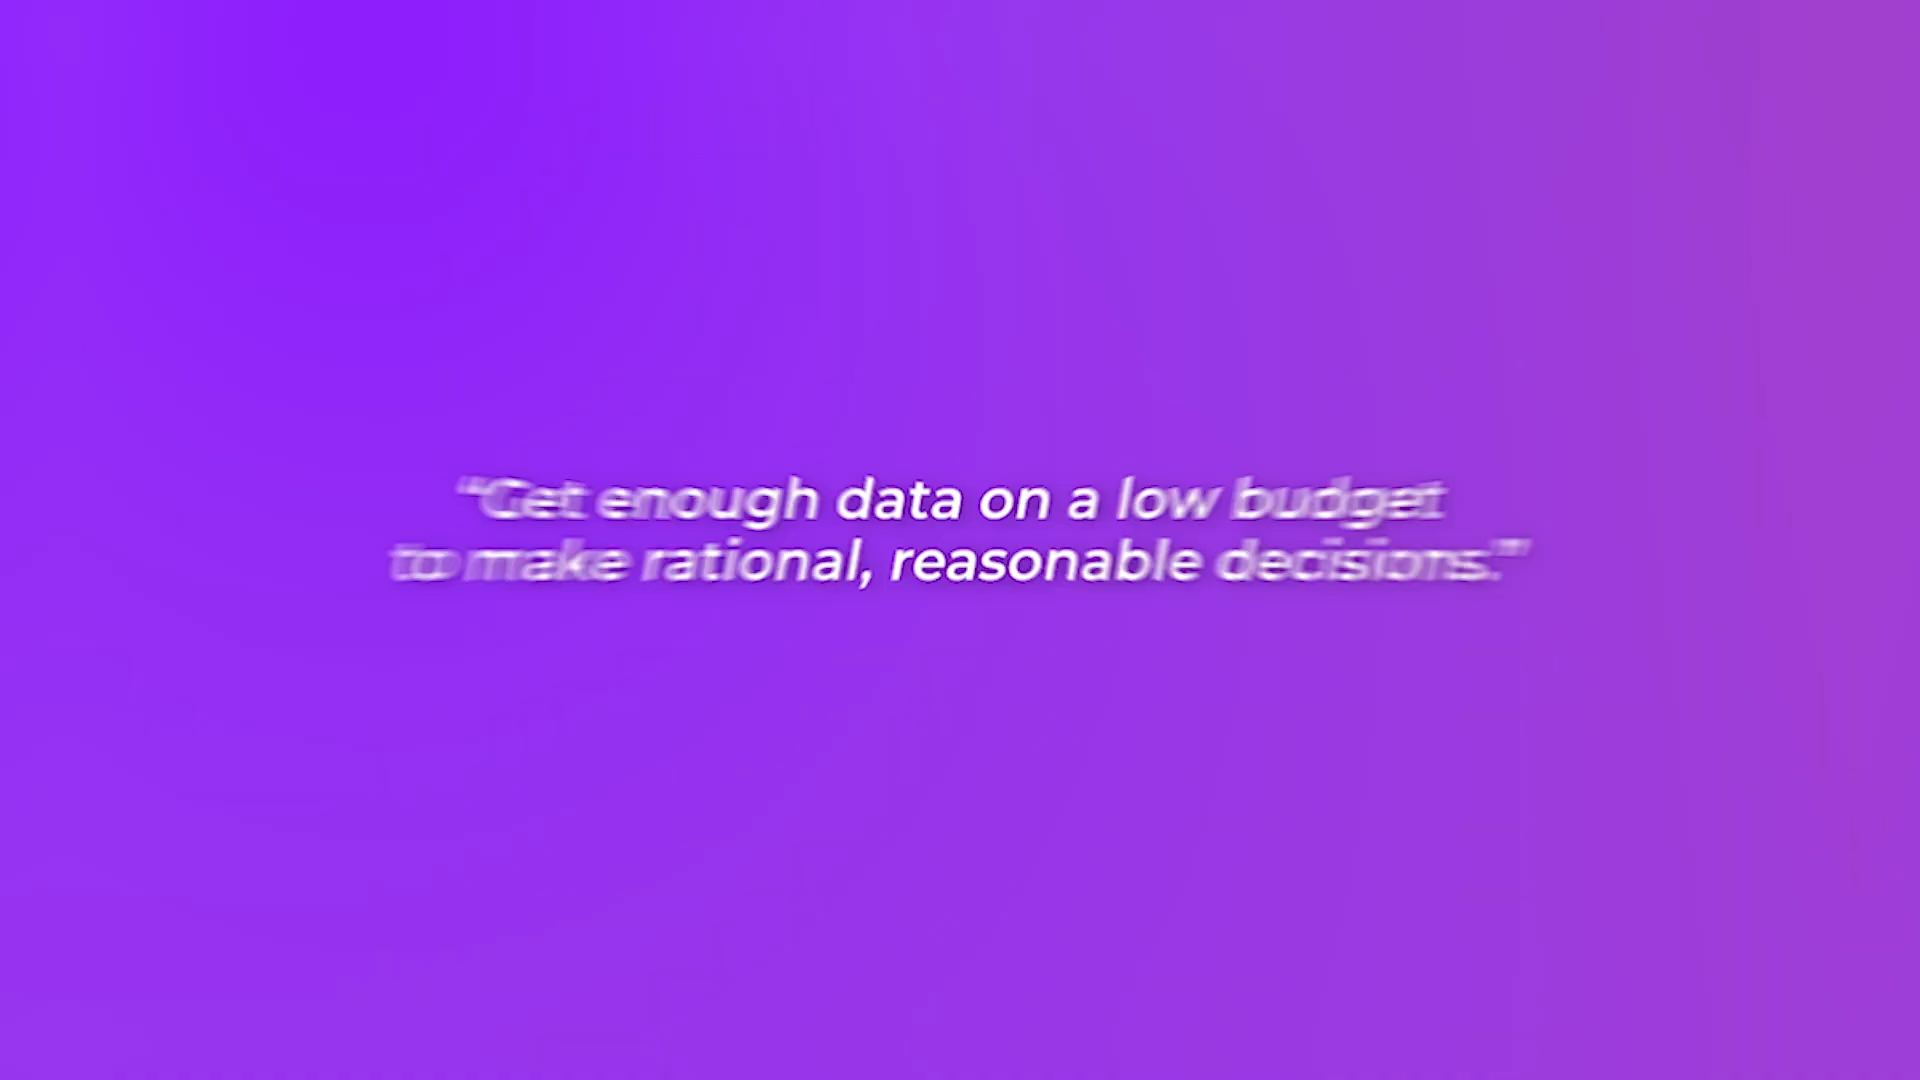 “Get enough data on a low budget
to make rational, reasonable decisions.”